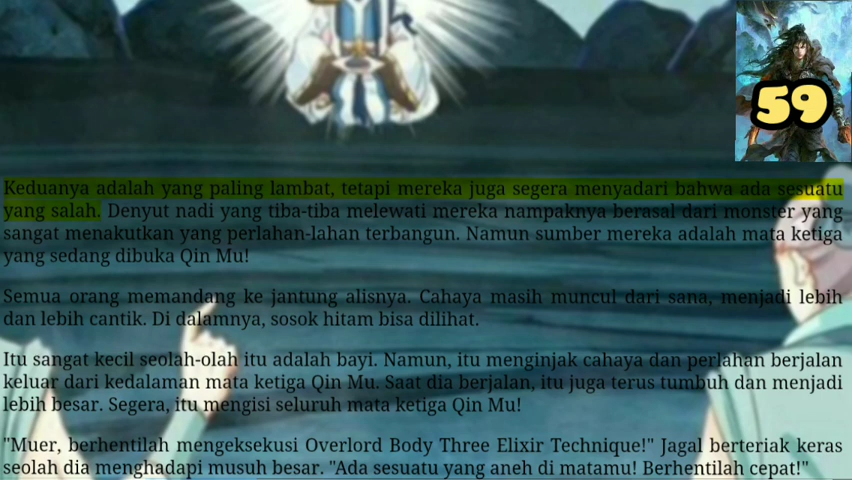 59
Keduanya adalah yang paling lambat, tetapi mereka juga segera menyadari bahwa ada sesuatu
yang salah. Denyut nadi yang tiba-tiba melewati mereka nampaknya berasal dari monster yang
sangat menakutkan yang perlahan-lahan terbangun. Namun sumber mereka adalah mata ketiga
yang sedang dibuka Qin Mu!
Semua orang memandang ke jantung alisnya. Cahaya masih muncul dari sana, menjadi lebih
dan lebih cantik. Di dalamnya, sosok hitam bisa dilihat.
Itu sangat kecil seolah-olah itu adalah bayi. Namun, itu menginjak cahaya dan perlahan berjalan
keluar dari kedalaman mata ketiga Qin Mu. Saat dia berjalan, itu juga terus tumbuh dan menjadi
lebih besar. Segera, itu mengisi seluruh mata ketiga Qin Mu!
"Muer, berhentilah mengeksekusi Overlord Body Three Elixir Technique!" Jagal berteriak keras
seolah dia menghadapi musuh besar. "Ada sesuatu yang aneh di matamu! Berhentilah cepat!"